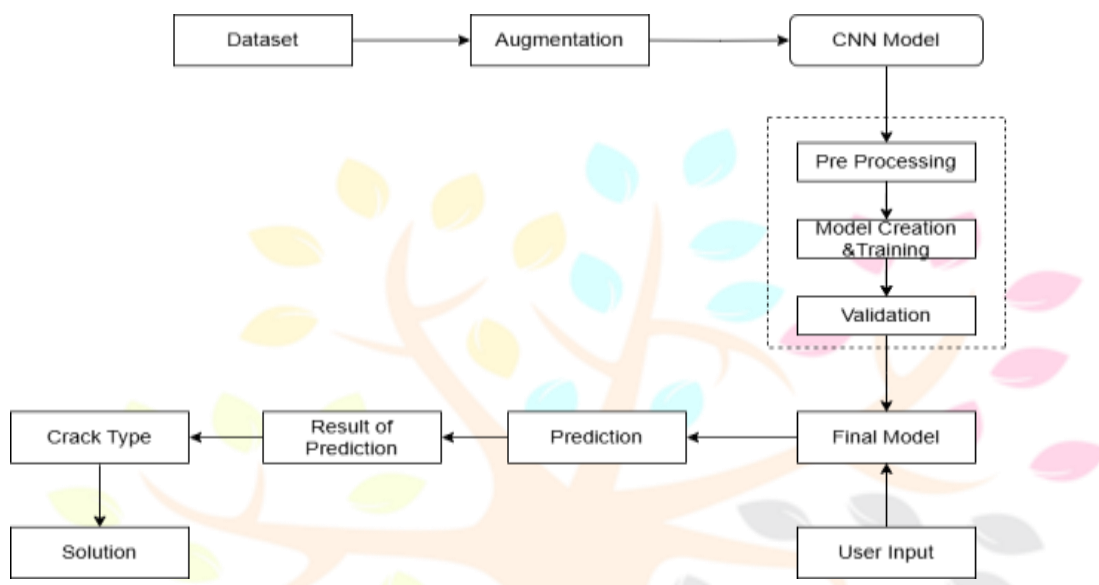 Dataset
Augmentation
CNN Model
Pre Processing
Model Creation
&Training
Validation
Crack Type
Result of
Prediction
Prediction
Final Model
Solution
User Input